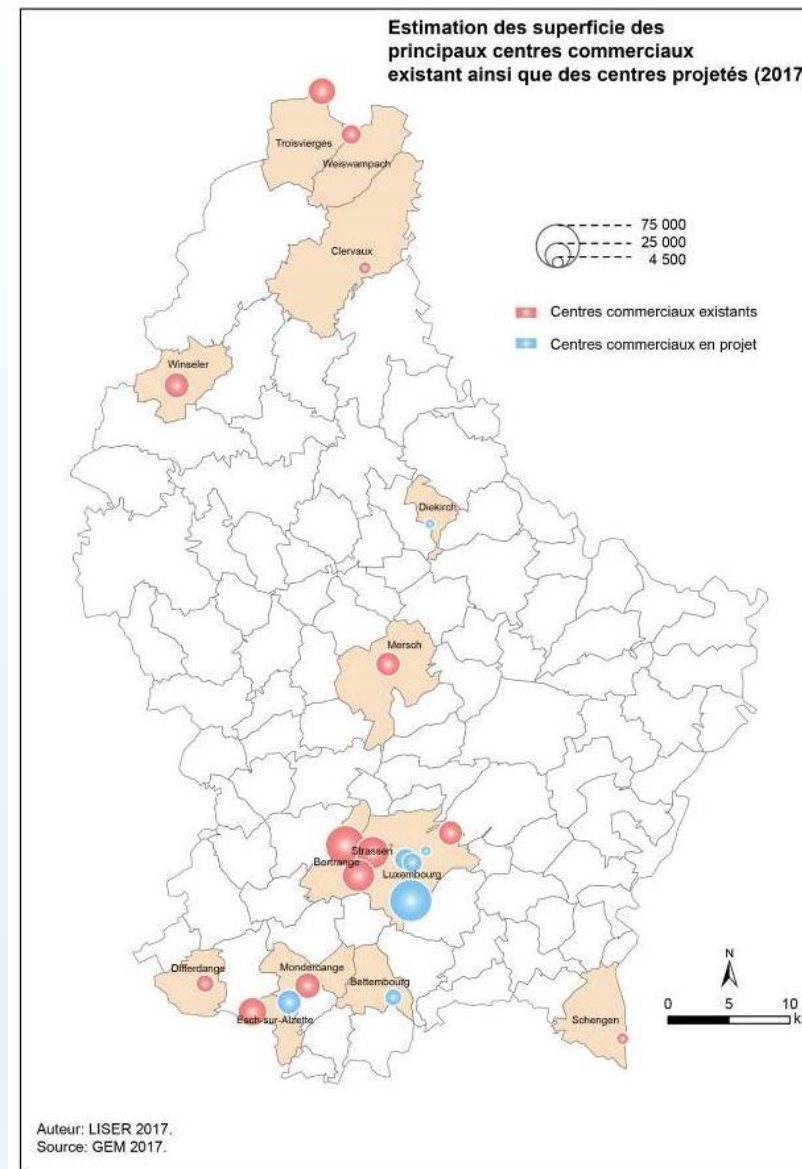 Estimation des superficie des
principaux centres commerciaux
existant ainsi que des centres projetés (2017
Troisvierges
Weiswampach
Clervaux
75 000
25 000
4 500
Centres commerciaux existants
Centres commerciaux en projet
Winseler
Diekirch
Mersch
Strassen
Bertrange
Luxembourg
Differdange
Mondercange
Bettembourg
Esch-sur-Alzette
Schengen
N
0 5 10
k
Auteur: LISER 2017.
Source: GEM 2017.